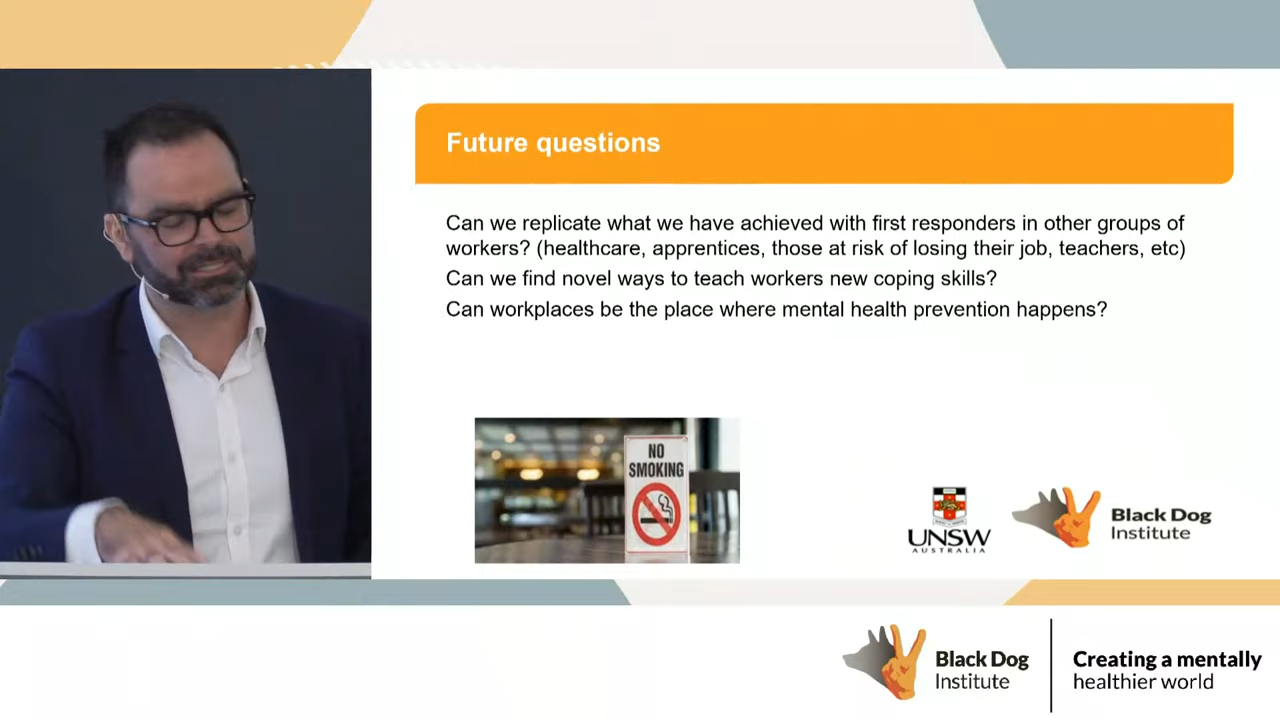 Future questions
Can we replicate what we have achieved with first responders in other groups of
workers? (healthcare, apprentices, those at risk of losing their job, teachers, etc)
Can we find novel ways to teach workers new coping skills?
Can workplaces be the place where mental health prevention happens?
NO
SMOKING
UNSW
AUSTRALIA
Black Dog
Institute
Black Dog
Institute
Creating a mentally
healthier world